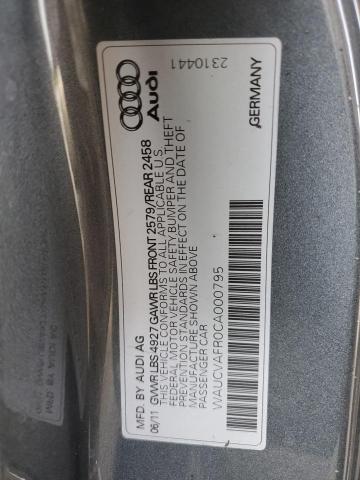 Audi
2310441
MFD. BY AUDI AG
06/11 GVWR LBS 4927 GAWR LBS FRONT 2579/REAR 2458
THIS VEHICLE CONFORMS TO ALL APPLICABLE U.S.
FEDERAL MOTOR VEHICLE SAFETY BUMPER AND THEFT
PREVENTION STANDARDS IN EFFECT ON THE DATE OF
MANUFACTURE SHOWN ABOVE
PASSENGER CAR
WAUCVAFR0CA000795
GERMANY